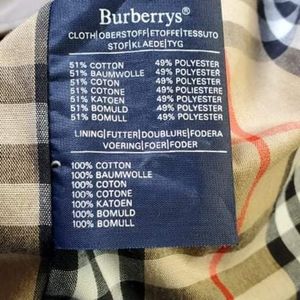 Burberrys®
CLOTH|OBERSTOFF|ETOFFE|TESSUTO
STOF|KLAEDE|TYG
51% COTTON 49% POLYESTER
51% BAUMWOLLE 49% POLYESTER
51% COTON 49% POLYESTER
51% COTONE 49% POLIESTERE
51% KATOEN 49% POLYESTER
51% BOMULD 49% POLYESTER
51% BOMULL 49% POLYESTER
LINING|FUTTER|DOUBLURE|FODERA
VOERING|FOER|FODER
100% COTTON
100% BAUMWOLLE
100% COTON
100% COTONE
100% KATOEN
100% BOMULD
100% BOMULL